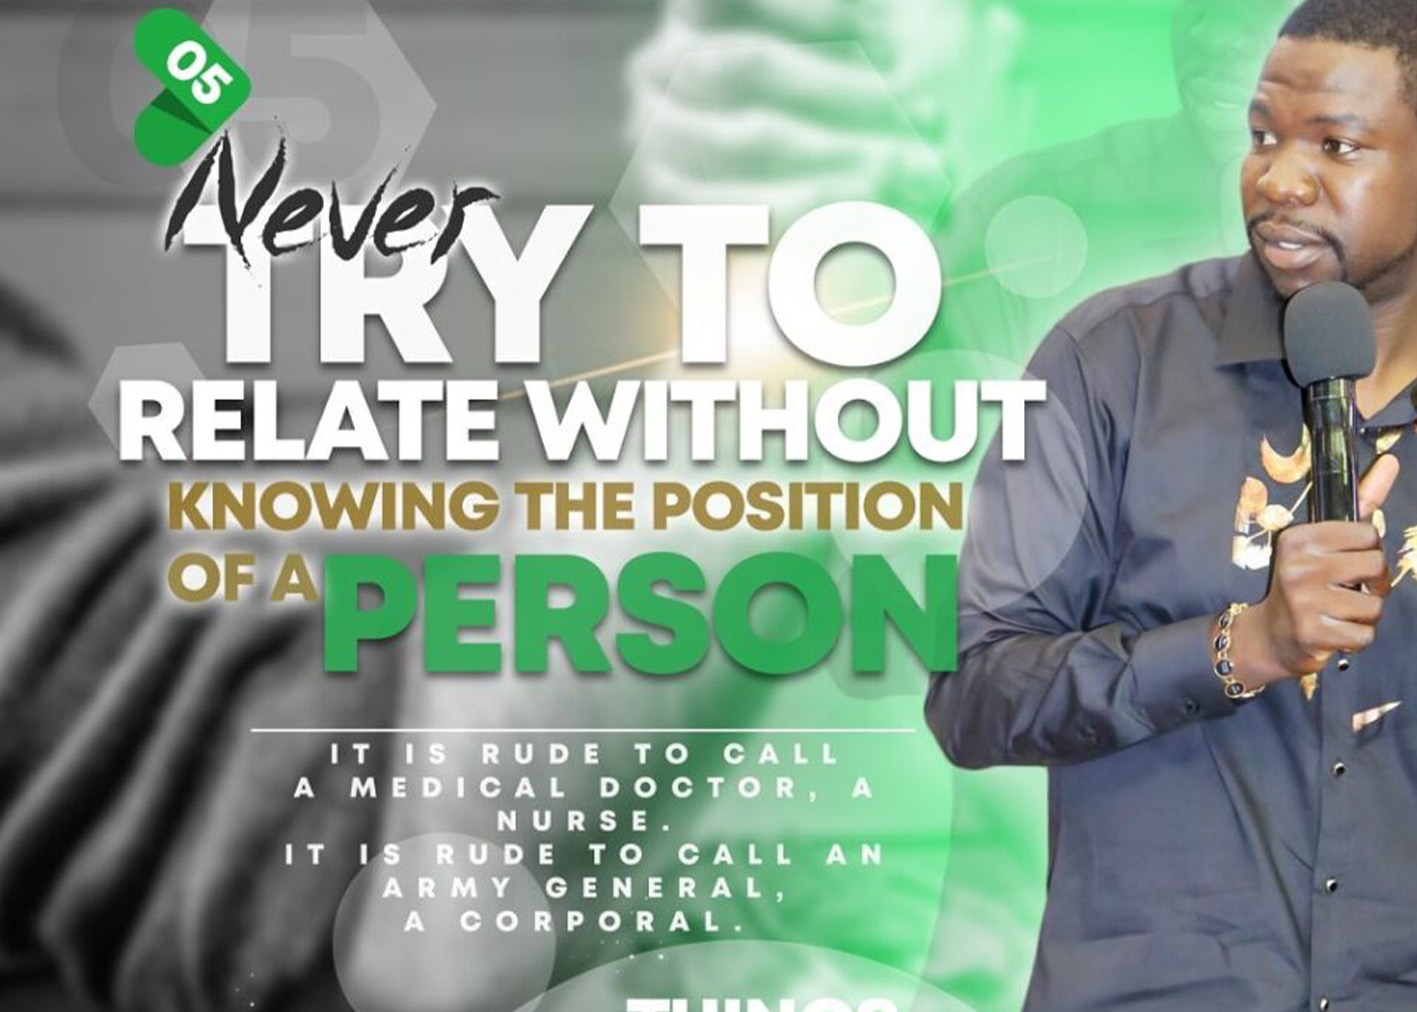 05
Never
TRY TO
RELATE WITHOUT
KNOWING THE POSITION
OF A PERSON
IT IS RUDE TO CALL
A MEDICAL DOCTOR, A
NURSE.
IT IS RUDE TO CALL AN
ARMY GENERAL,
A CORPORAL.